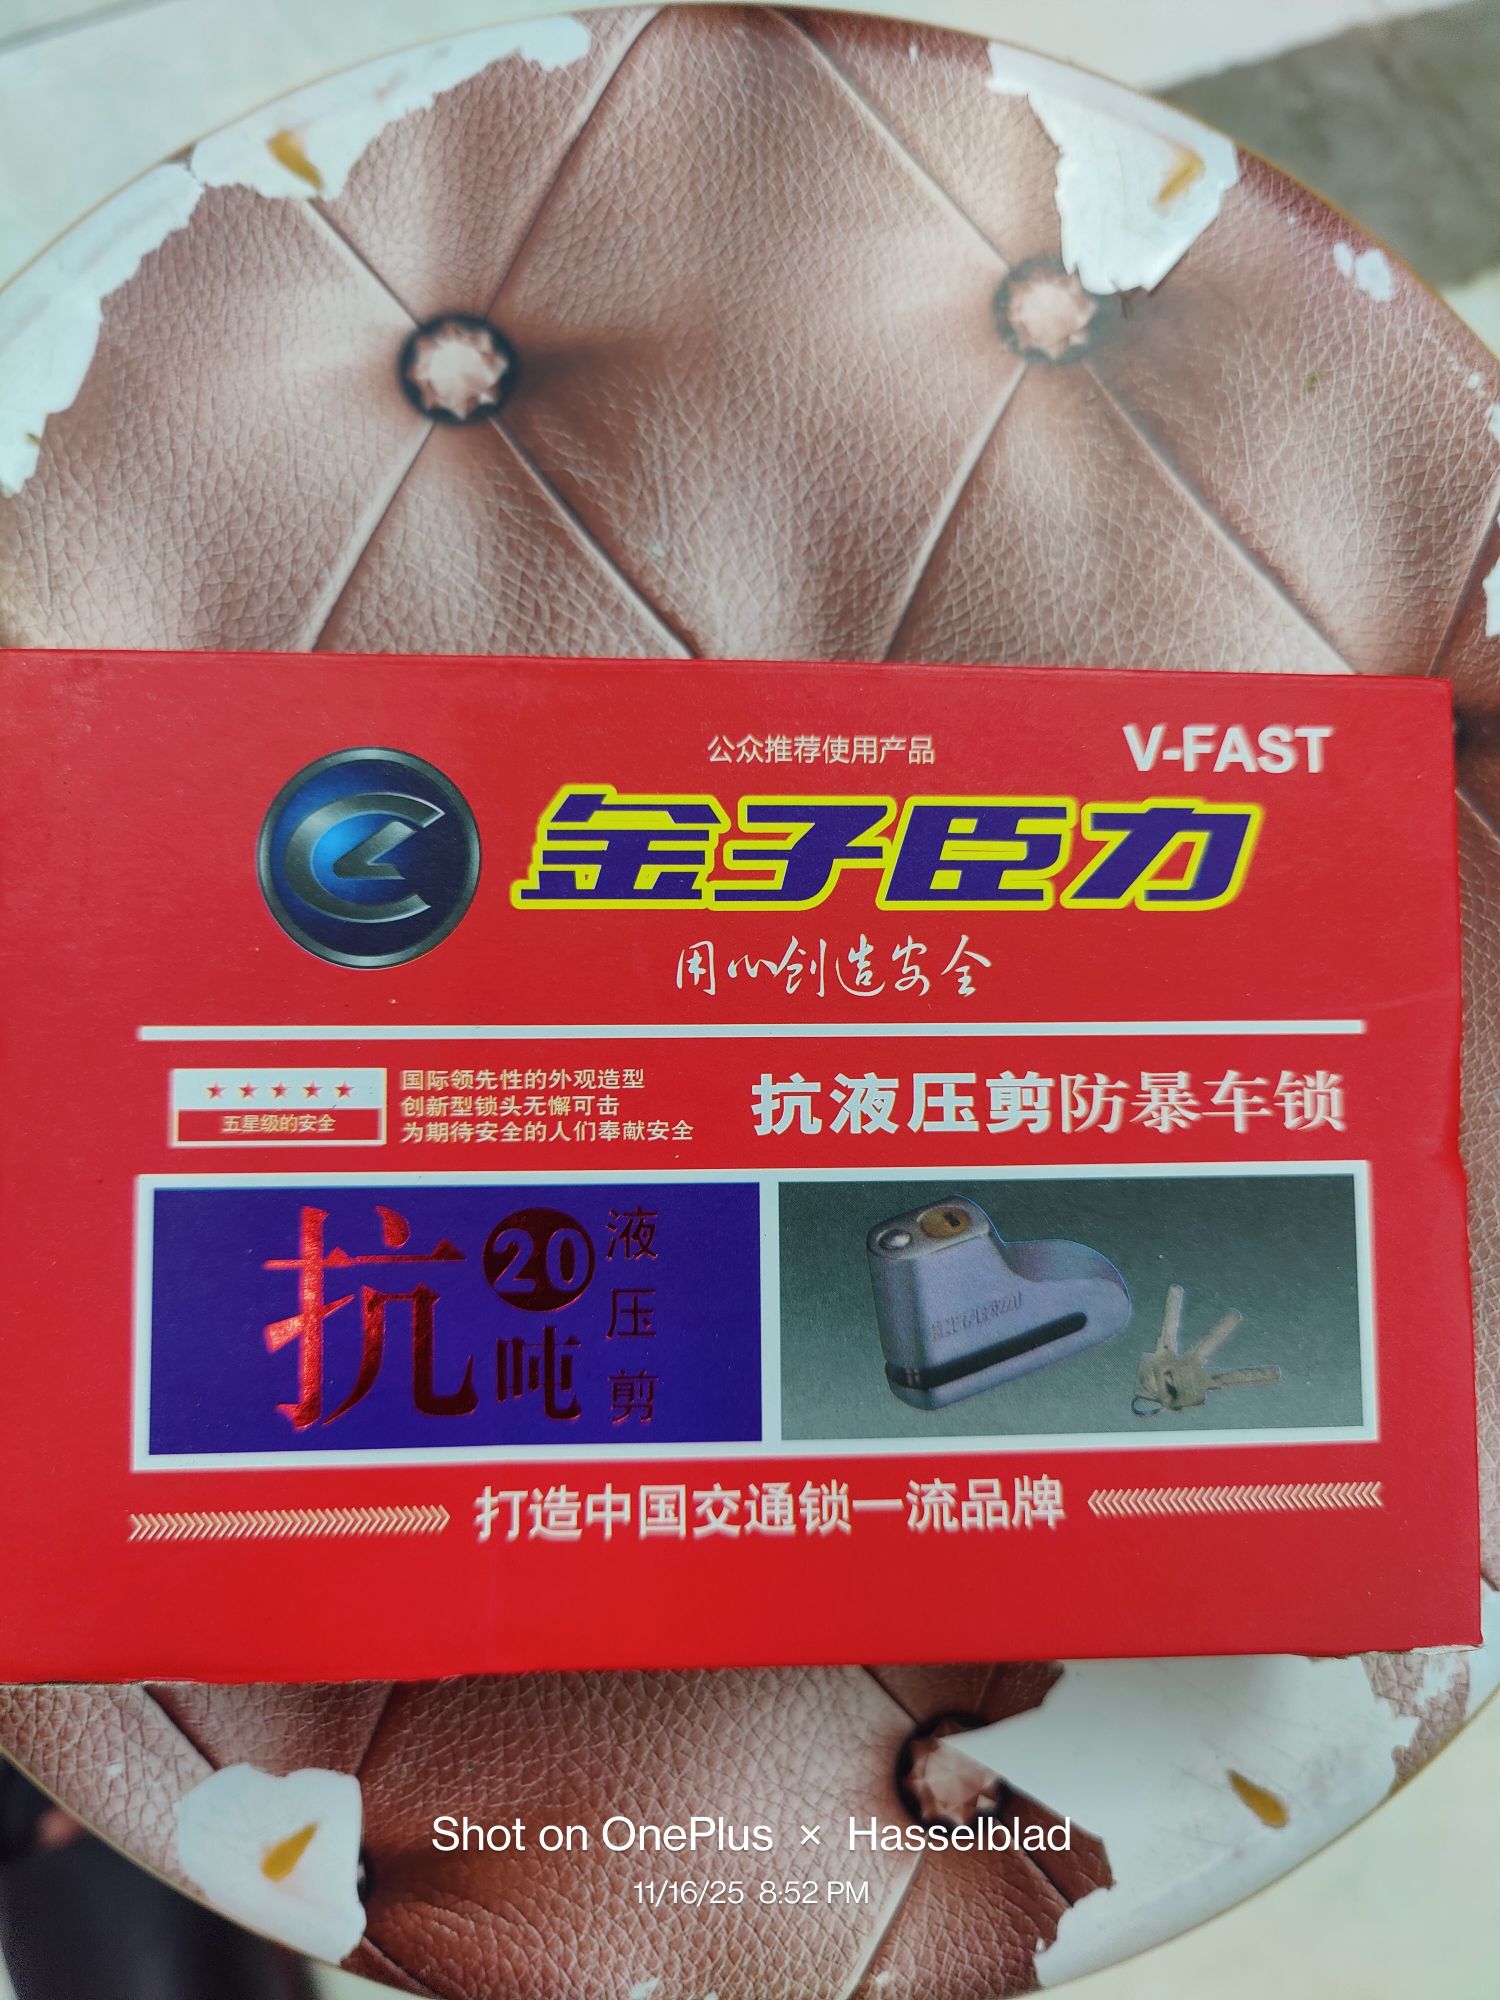 公众推荐使用产品
V-FAST
金子臣力
用心创造安全
★★★★★
五星级的安全
国际领先性的外观造型
创新型锁头无懈可击
为期待安全的人们奉献安全
抗液压剪防暴车锁
抗20吨液压剪
打造中国交通锁一流品牌
Shot on OnePlus × Hasselblad
11/16/25 8:52 PM